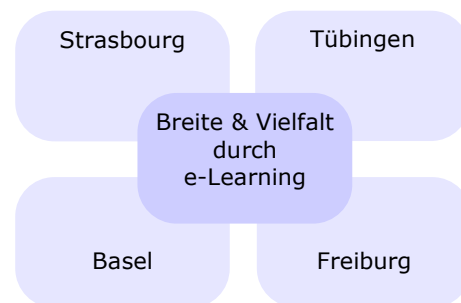 Strasbourg
Tübingen
Breite & Vielfalt
durch
e-Learning
Basel
Freiburg